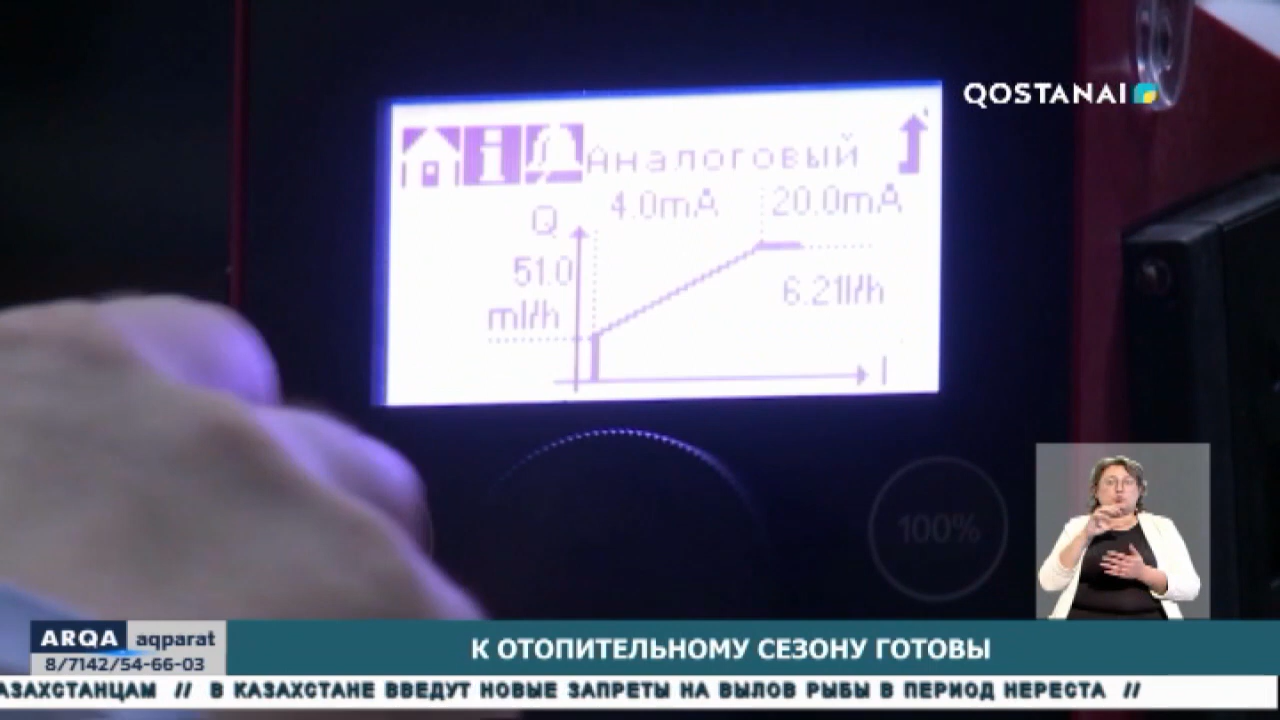 QOSTANAI
Аналоговый
4.0mA 20.0mA
Q
51.0
ml/h
6.21l/h
I
100%
ARQA aqparat
8/7142/54-66-03
К ОТОПИТЕЛЬНОМУ СЕЗОНУ ГОТОВЫ
АЗАХСТАНЦАМ // В КАЗАХСТАНЕ ВВЕДУТ НОВЫЕ ЗАПРЕТЫ НА ВЫЛОВ РЫБЫ В ПЕРИОД НЕРЕСТА //